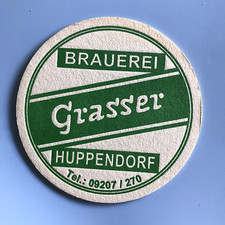 BRAUEREI
Grasser
HUPPENDORF
Tel.: 09207 / 270